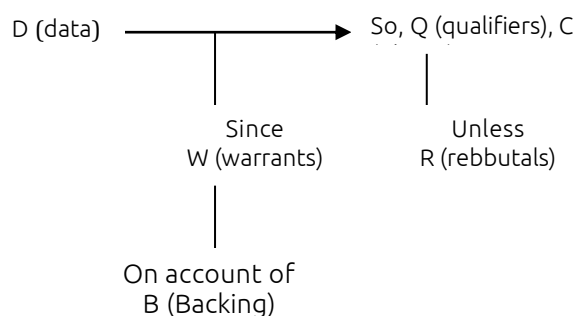 D (data)
So, Q (qualifiers), C
Since
W (warrants)
Unless
R (rebbutals)
On account of
B (Backing)